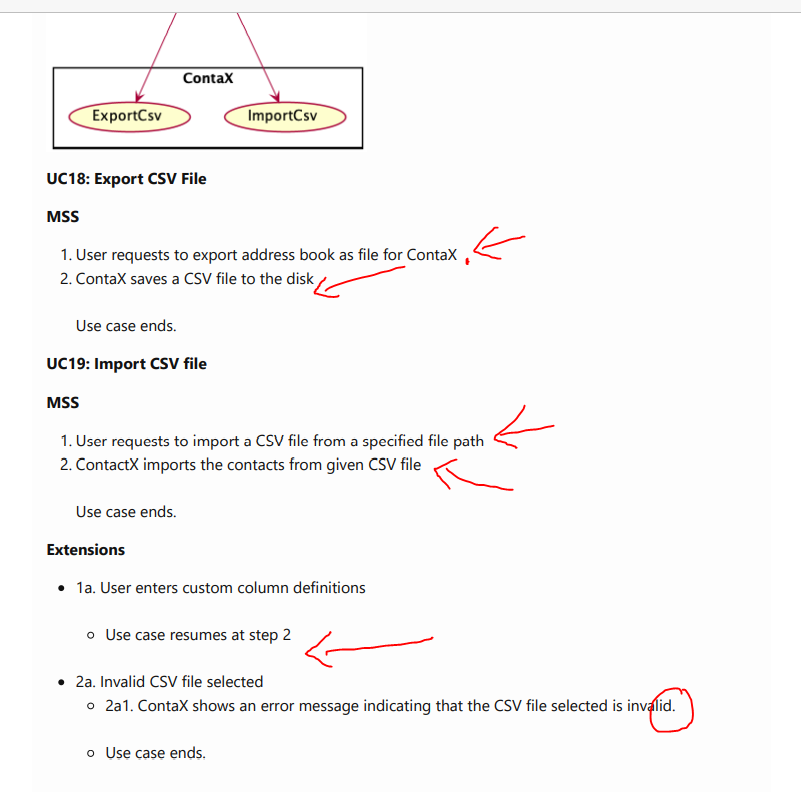 ContaX
ExportCsv
ImportCsv
UC18: Export CSV File
MSS
1. User requests to export address book as file for ContaX
2. ContaX saves a CSV file to the disk
Use case ends.
UC19: Import CSV file
MSS
1. User requests to import a CSV file from a specified file path
2. ContactX imports the contacts from given CSV file
Use case ends.
Extensions
• 1a. User enters custom column definitions
○ Use case resumes at step 2
• 2a. Invalid CSV file selected
○ 2a1. ContaX shows an error message indicating that the CSV file selected is invalid.
○ Use case ends.